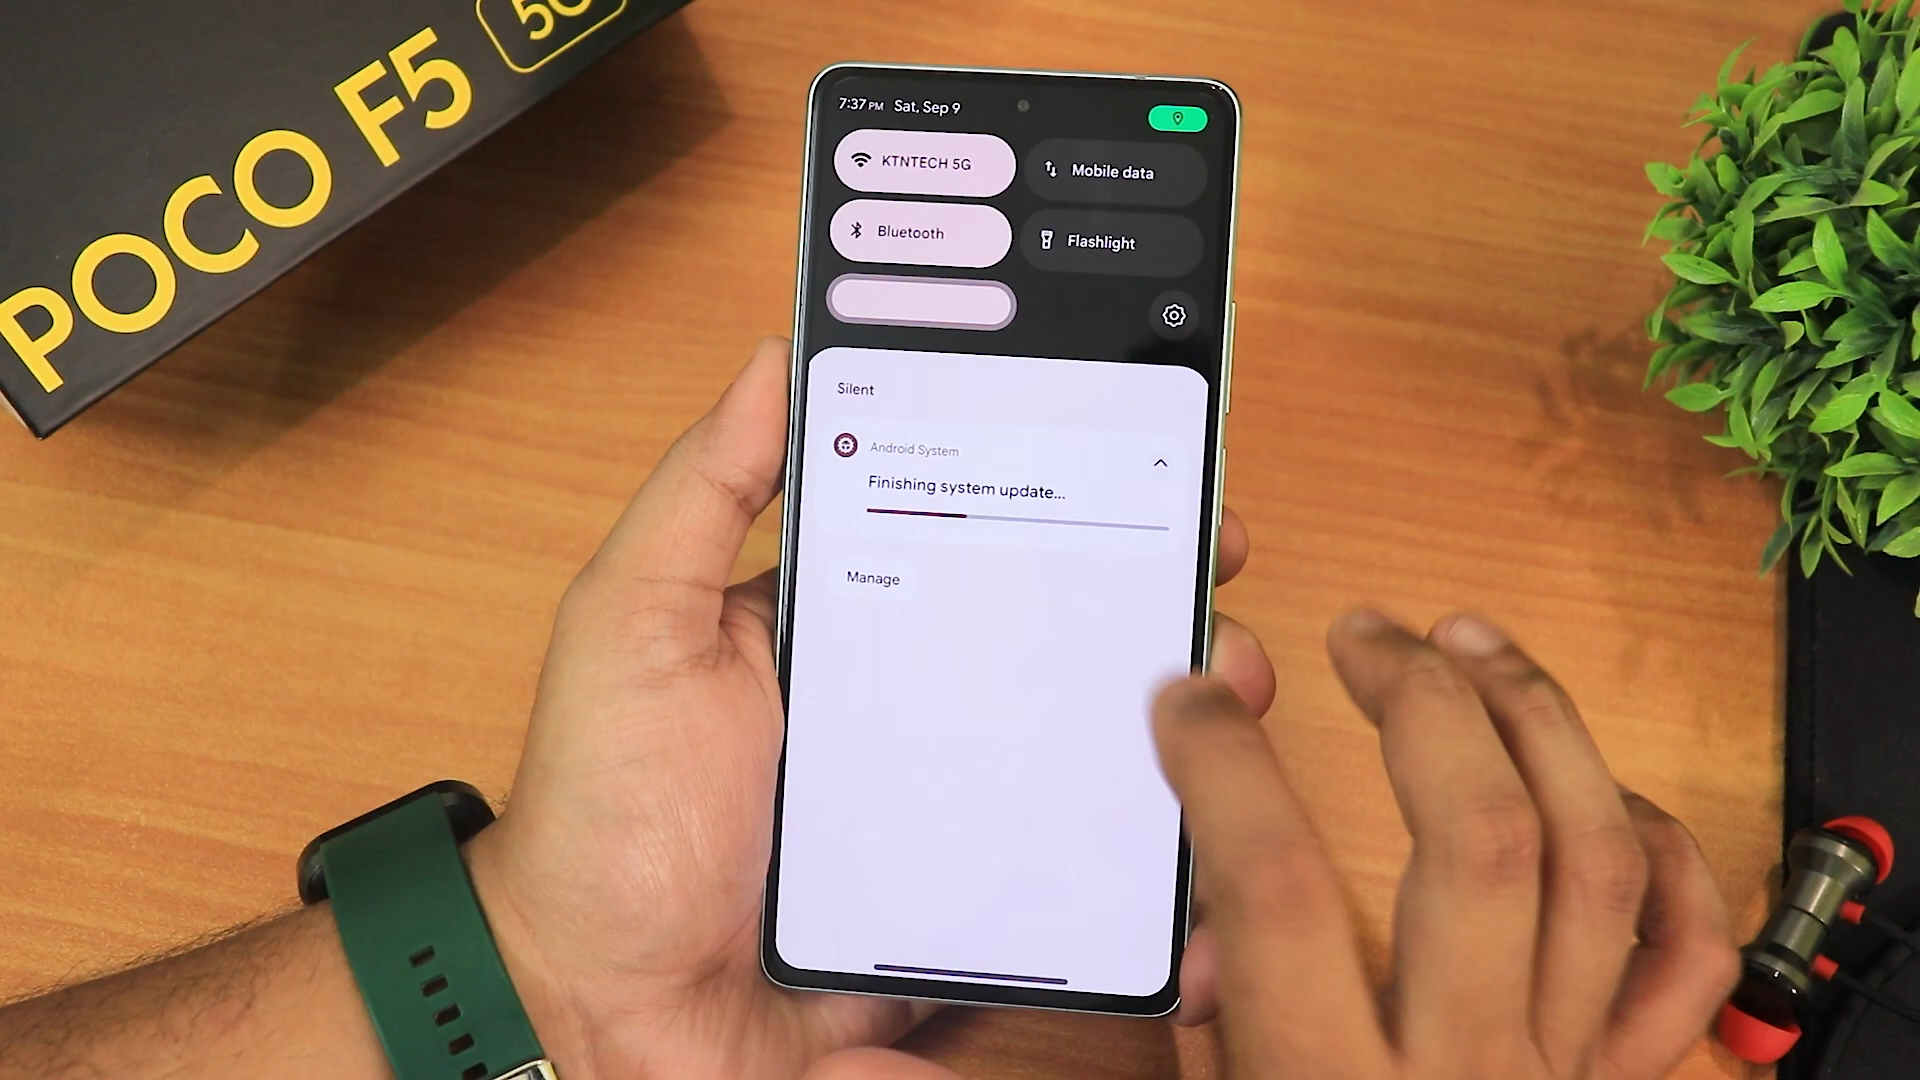 POCO F5
5G
7:37 PM Sat, Sep 9
KTNTECH 5G
Mobile data
Bluetooth
Flashlight
Silent
Android System
Finishing system update...
Manage